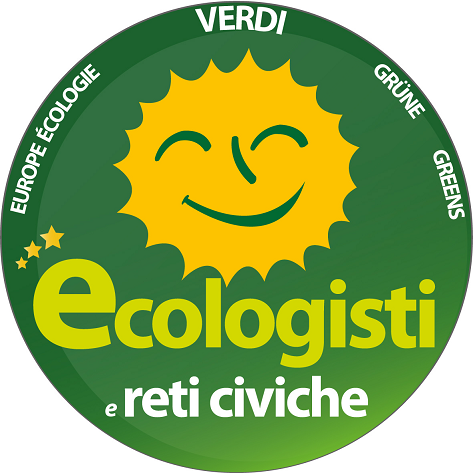 EUROPE ÉCOLOGIE
VERDI
GRÜNE
GREENS
ecologisti
e reti civiche